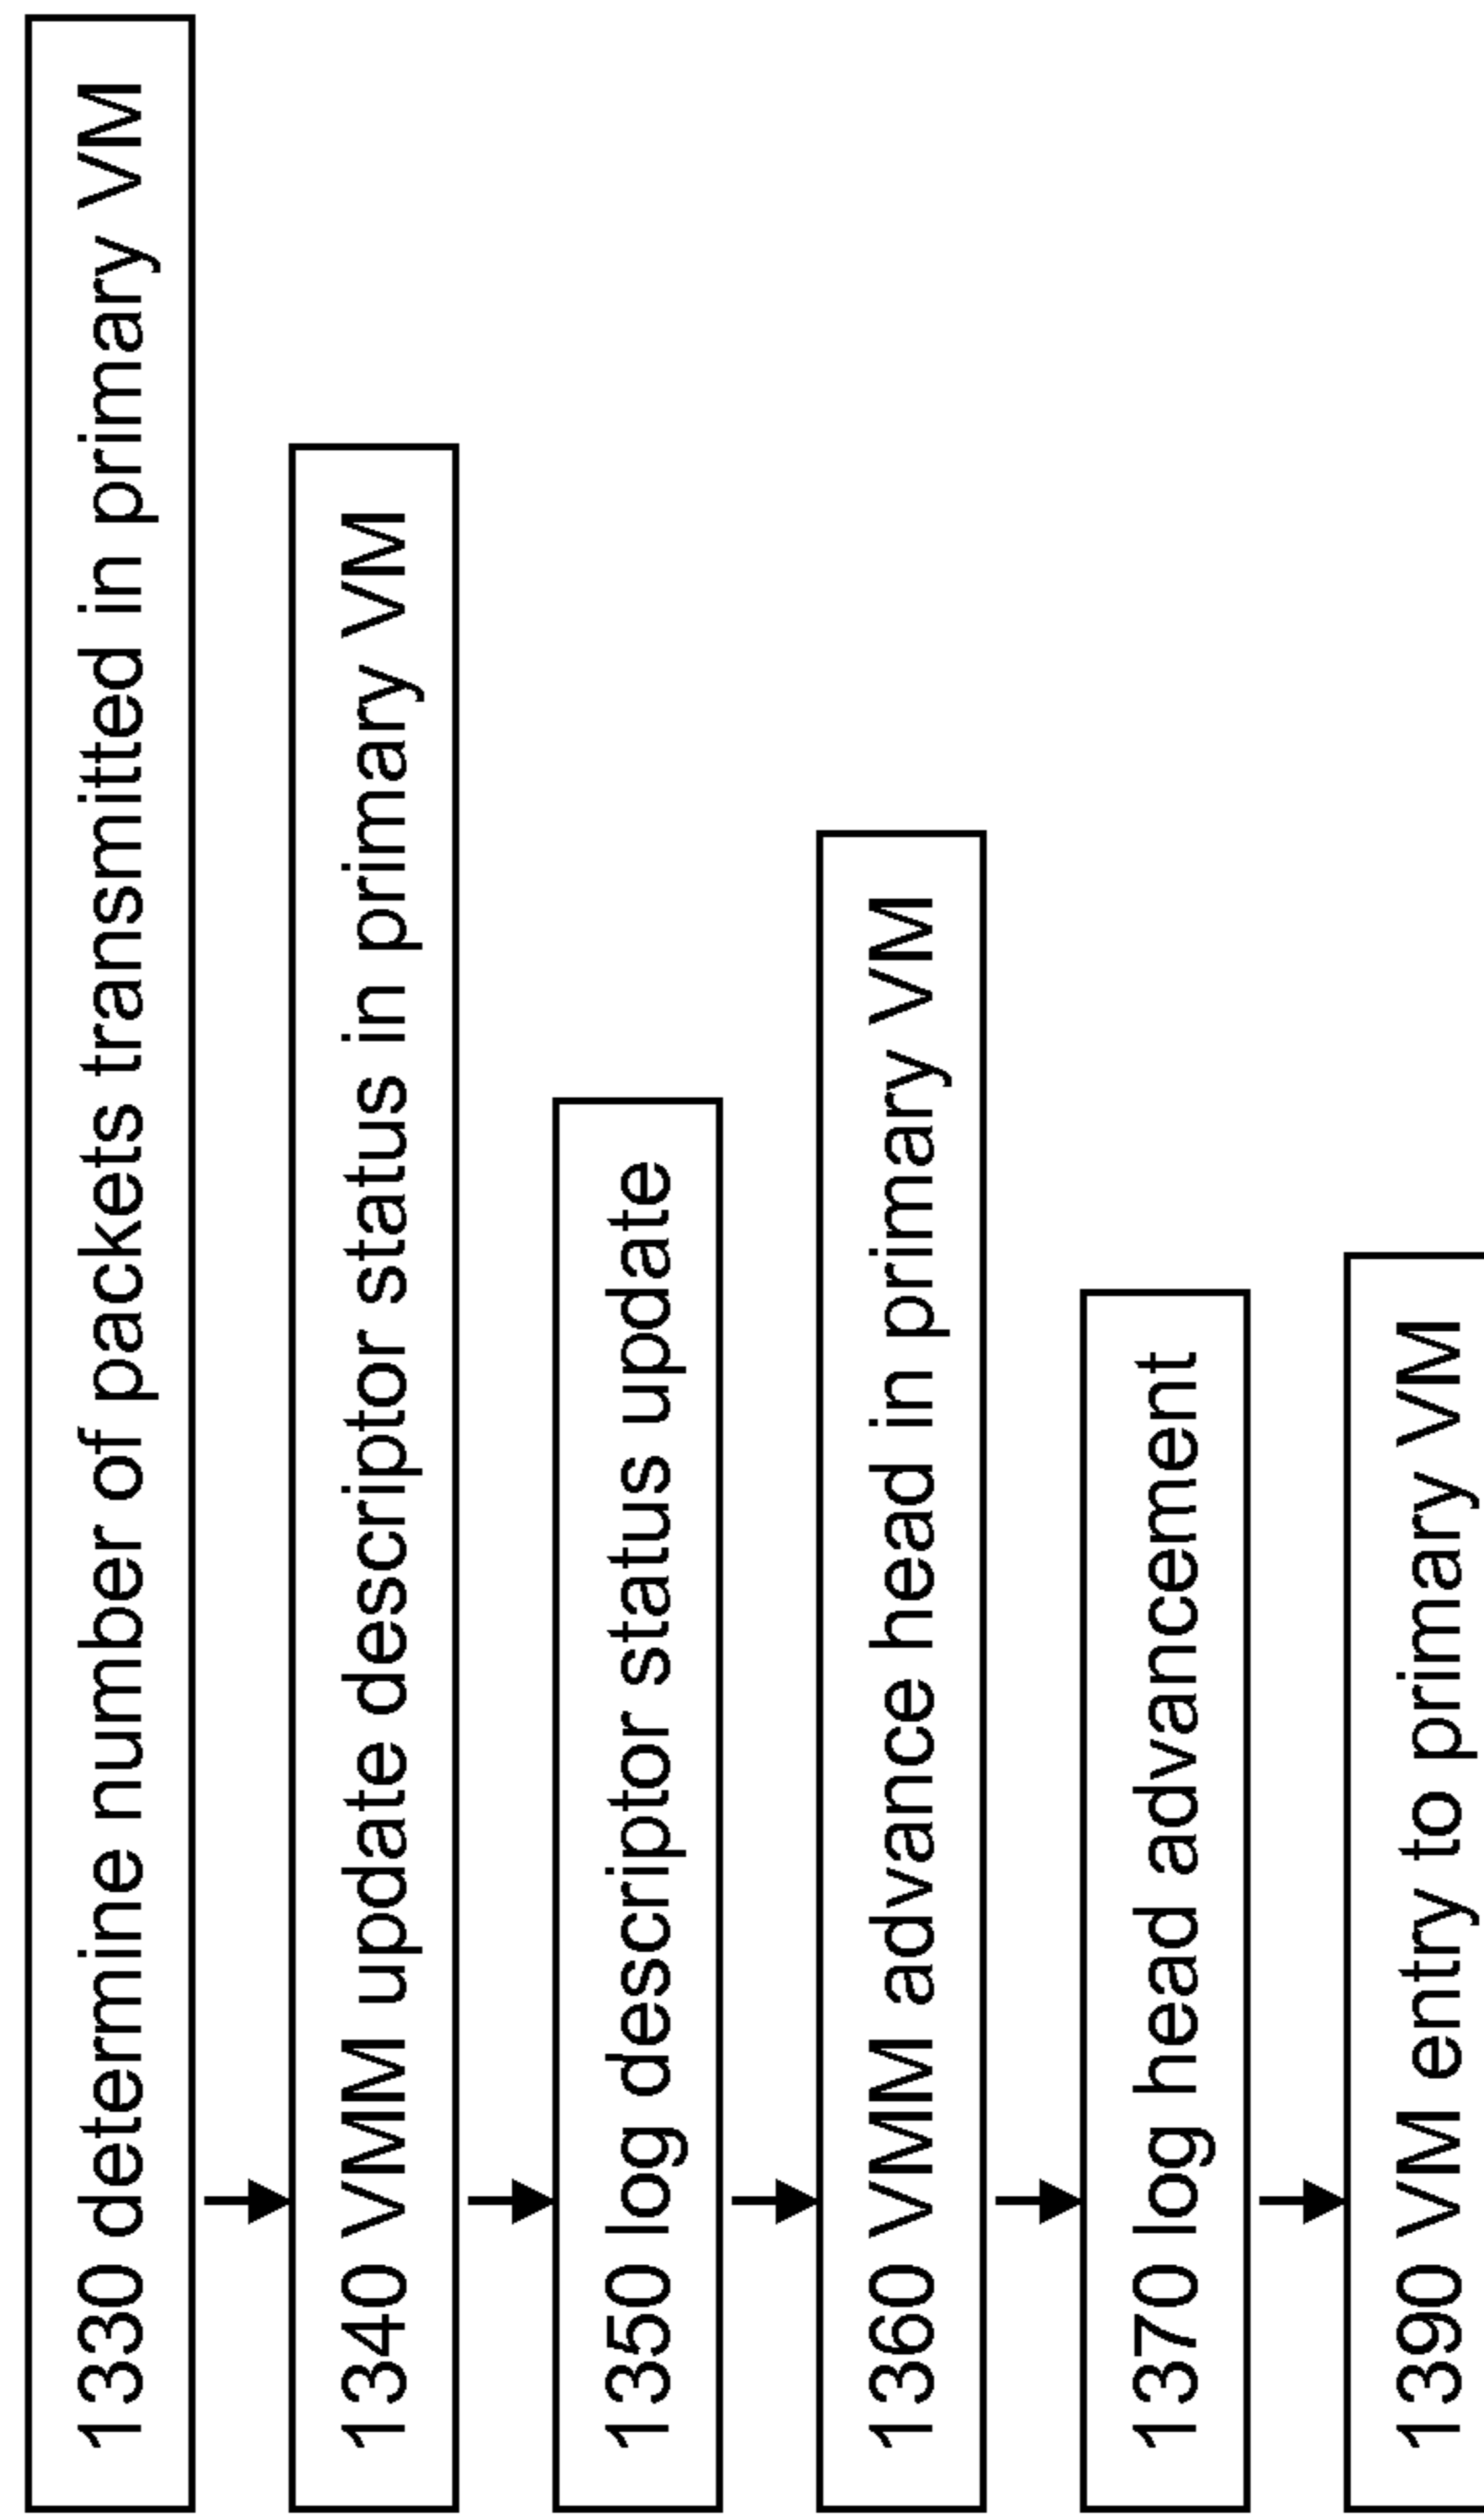 1330 determine number of packets transmitted in primary VM
1340 VMM update descriptor status in primary VM
1350 log descriptor status update
1360 VMM advance head in primary VM
1370 log head advancement
1390 VM entry to primary VM